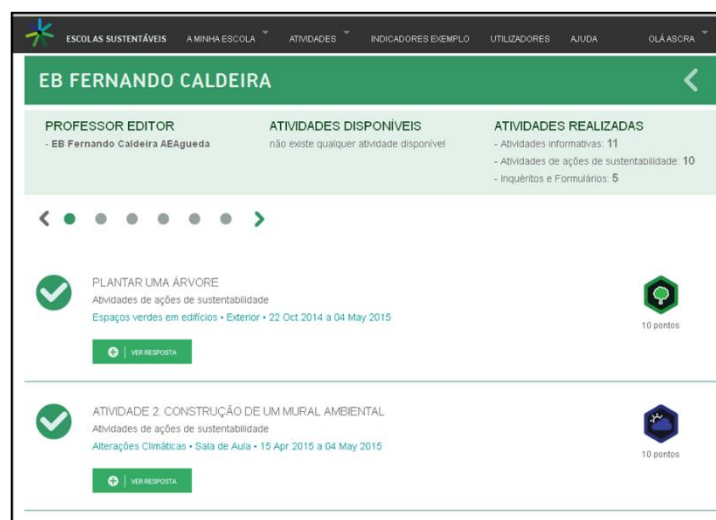 ESCOLAS SUSTENTÁVEIS A MINHA ESCOLA ATIVIDADES INDICADORES EXEMPLO UTILIZADORES AJUDA OLÁ ASCRA
EB FERNANDO CALDEIRA
PROFESSOR EDITOR
- EB Fernando Caldeira AEAgueda
ATIVIDADES DISPONÍVEIS
não existe qualquer atividade disponível
ATIVIDADES REALIZADAS
- Atividades informativas: 11
- Atividades de ações de sustentabilidade: 10
- Inquéritos e Formulários: 5
PLANTAR UMA ÁRVORE
Atividades de ações de sustentabilidade
Espaços verdes em edifícios • Exterior • 22 Oct 2014 a 04 May 2015
VER RESPOSTA
10 pontos
ATIVIDADE 2: CONSTRUÇÃO DE UM MURAL AMBIENTAL
Atividades de ações de sustentabilidade
Alterações Climáticas • Sala de Aula • 15 Apr 2015 a 04 May 2015
VER RESPOSTA
10 pontos